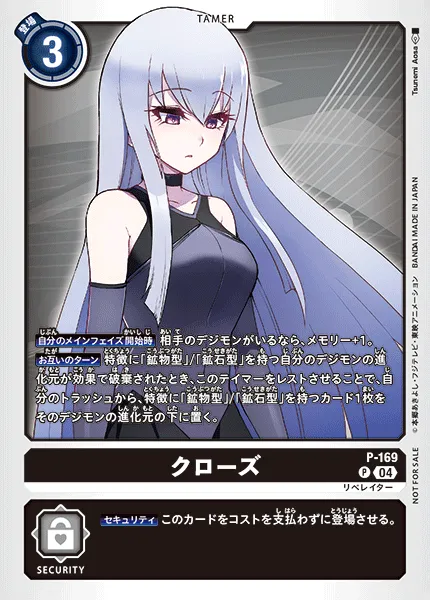 TAMER
登場
3
Tsunemi Aosa
©本郷あきよし・フジテレビ・東映アニメーション BANDAI MADE IN JAPAN
NOT FOR SALE
自分のメインフェイズ開始時 相手のデジモンがいるなら、メモリー+1。
お互いのターン 特徴に「鉱物型」/「鉱石型」を持つ自分のデジモンの進
化元が効果で破棄されたとき、このテイマーをレストさせることで、自
分のトラッシュから、特徴に「鉱物型」/「鉱石型」を持つカード1枚を
そのデジモンの進化元の下に置く。
クローズ
P-169
P 04
リベレイター
セキュリティ このカードをコストを支払わずに登場させる。
SECURITY